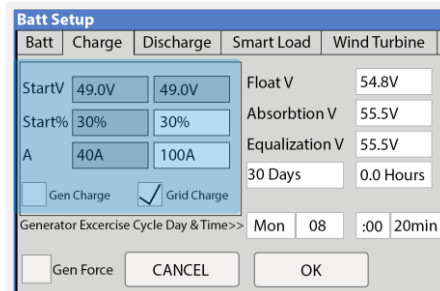 Batt Setup
Batt Charge Discharge Smart Load Wind Turbine
StartV 49.0V 49.0V Float V 54.8V
Start% 30% 30% Absorbtion V 55.5V
A 40A 100A Equalization V 55.5V
30 Days 0.0 Hours
Gen Charge Grid Charge
Generator Excercise Cycle Day & Time>> Mon 08 :00 20min
Gen Force CANCEL OK